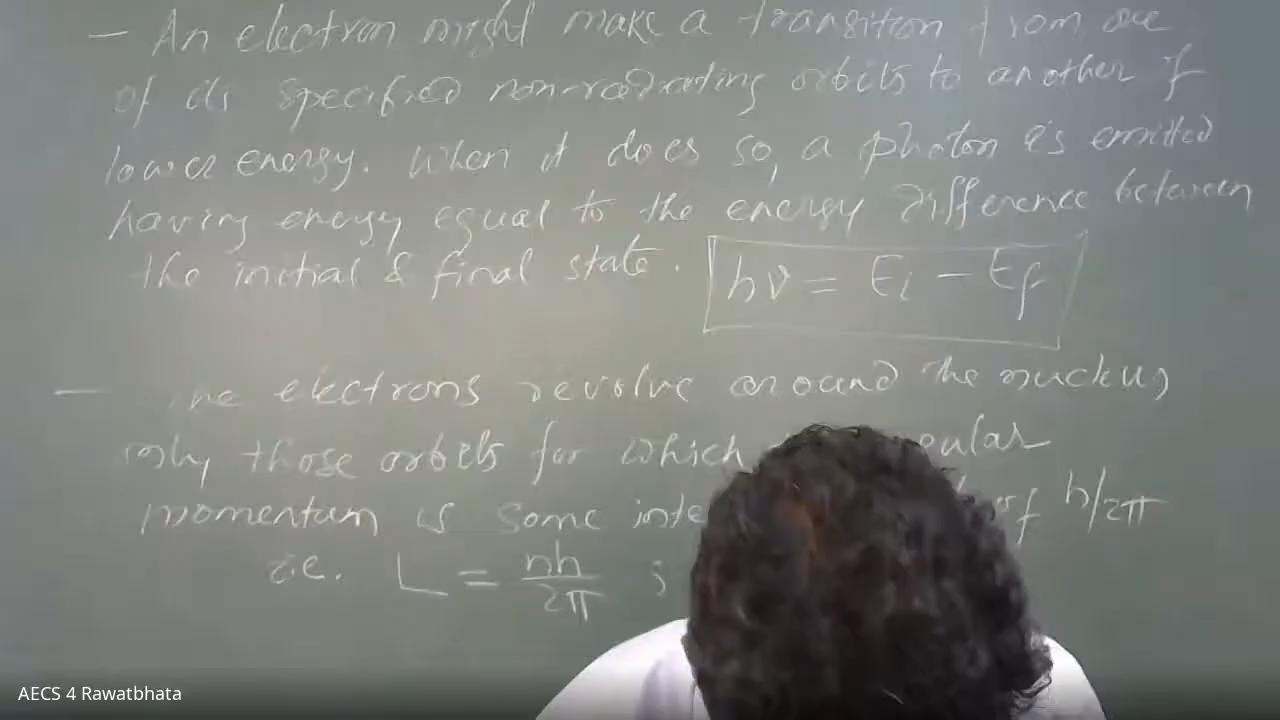 — An electron might make a transition from one
of its specified non-radiating orbits to another of
lower energy. When it does so, a photon is emitted
having energy equal to the energy difference between
the initial & final state. hν = Ei − Ef
— The electrons revolve around the nucleus
only those orbits for which
momentum is some of h/2π
i.e. L = nh/2π ;
AECS 4 Rawatbhata